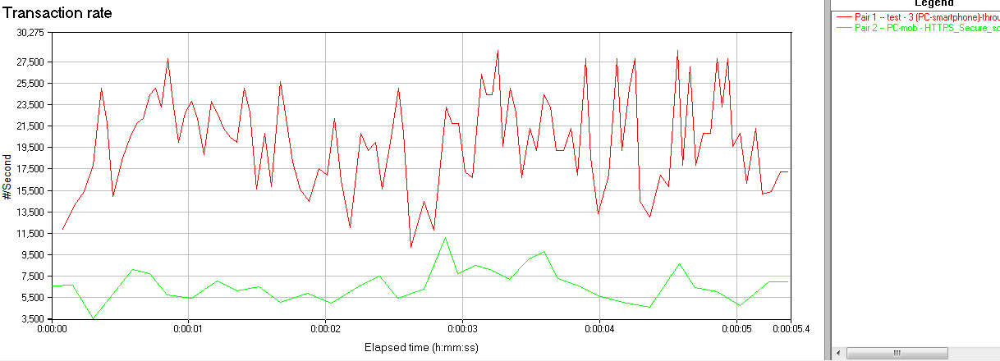 Transaction rate
Legend
Pair 1 -- test - 3 (PC-smartphone)-throu
Pair 2 -- PC-mob - HTTPS_Secure_so
30,275
27,500
25,500
23,500
21,500
19,500
17,500
15,500
13,500
11,500
9,500
7,500
5,500
3,500
#/Second
0:00:00 0:00:01 0:00:02 0:00:03 0:00:04 0:00:05 0:00:05.4
Elapsed time (h:mm:ss)